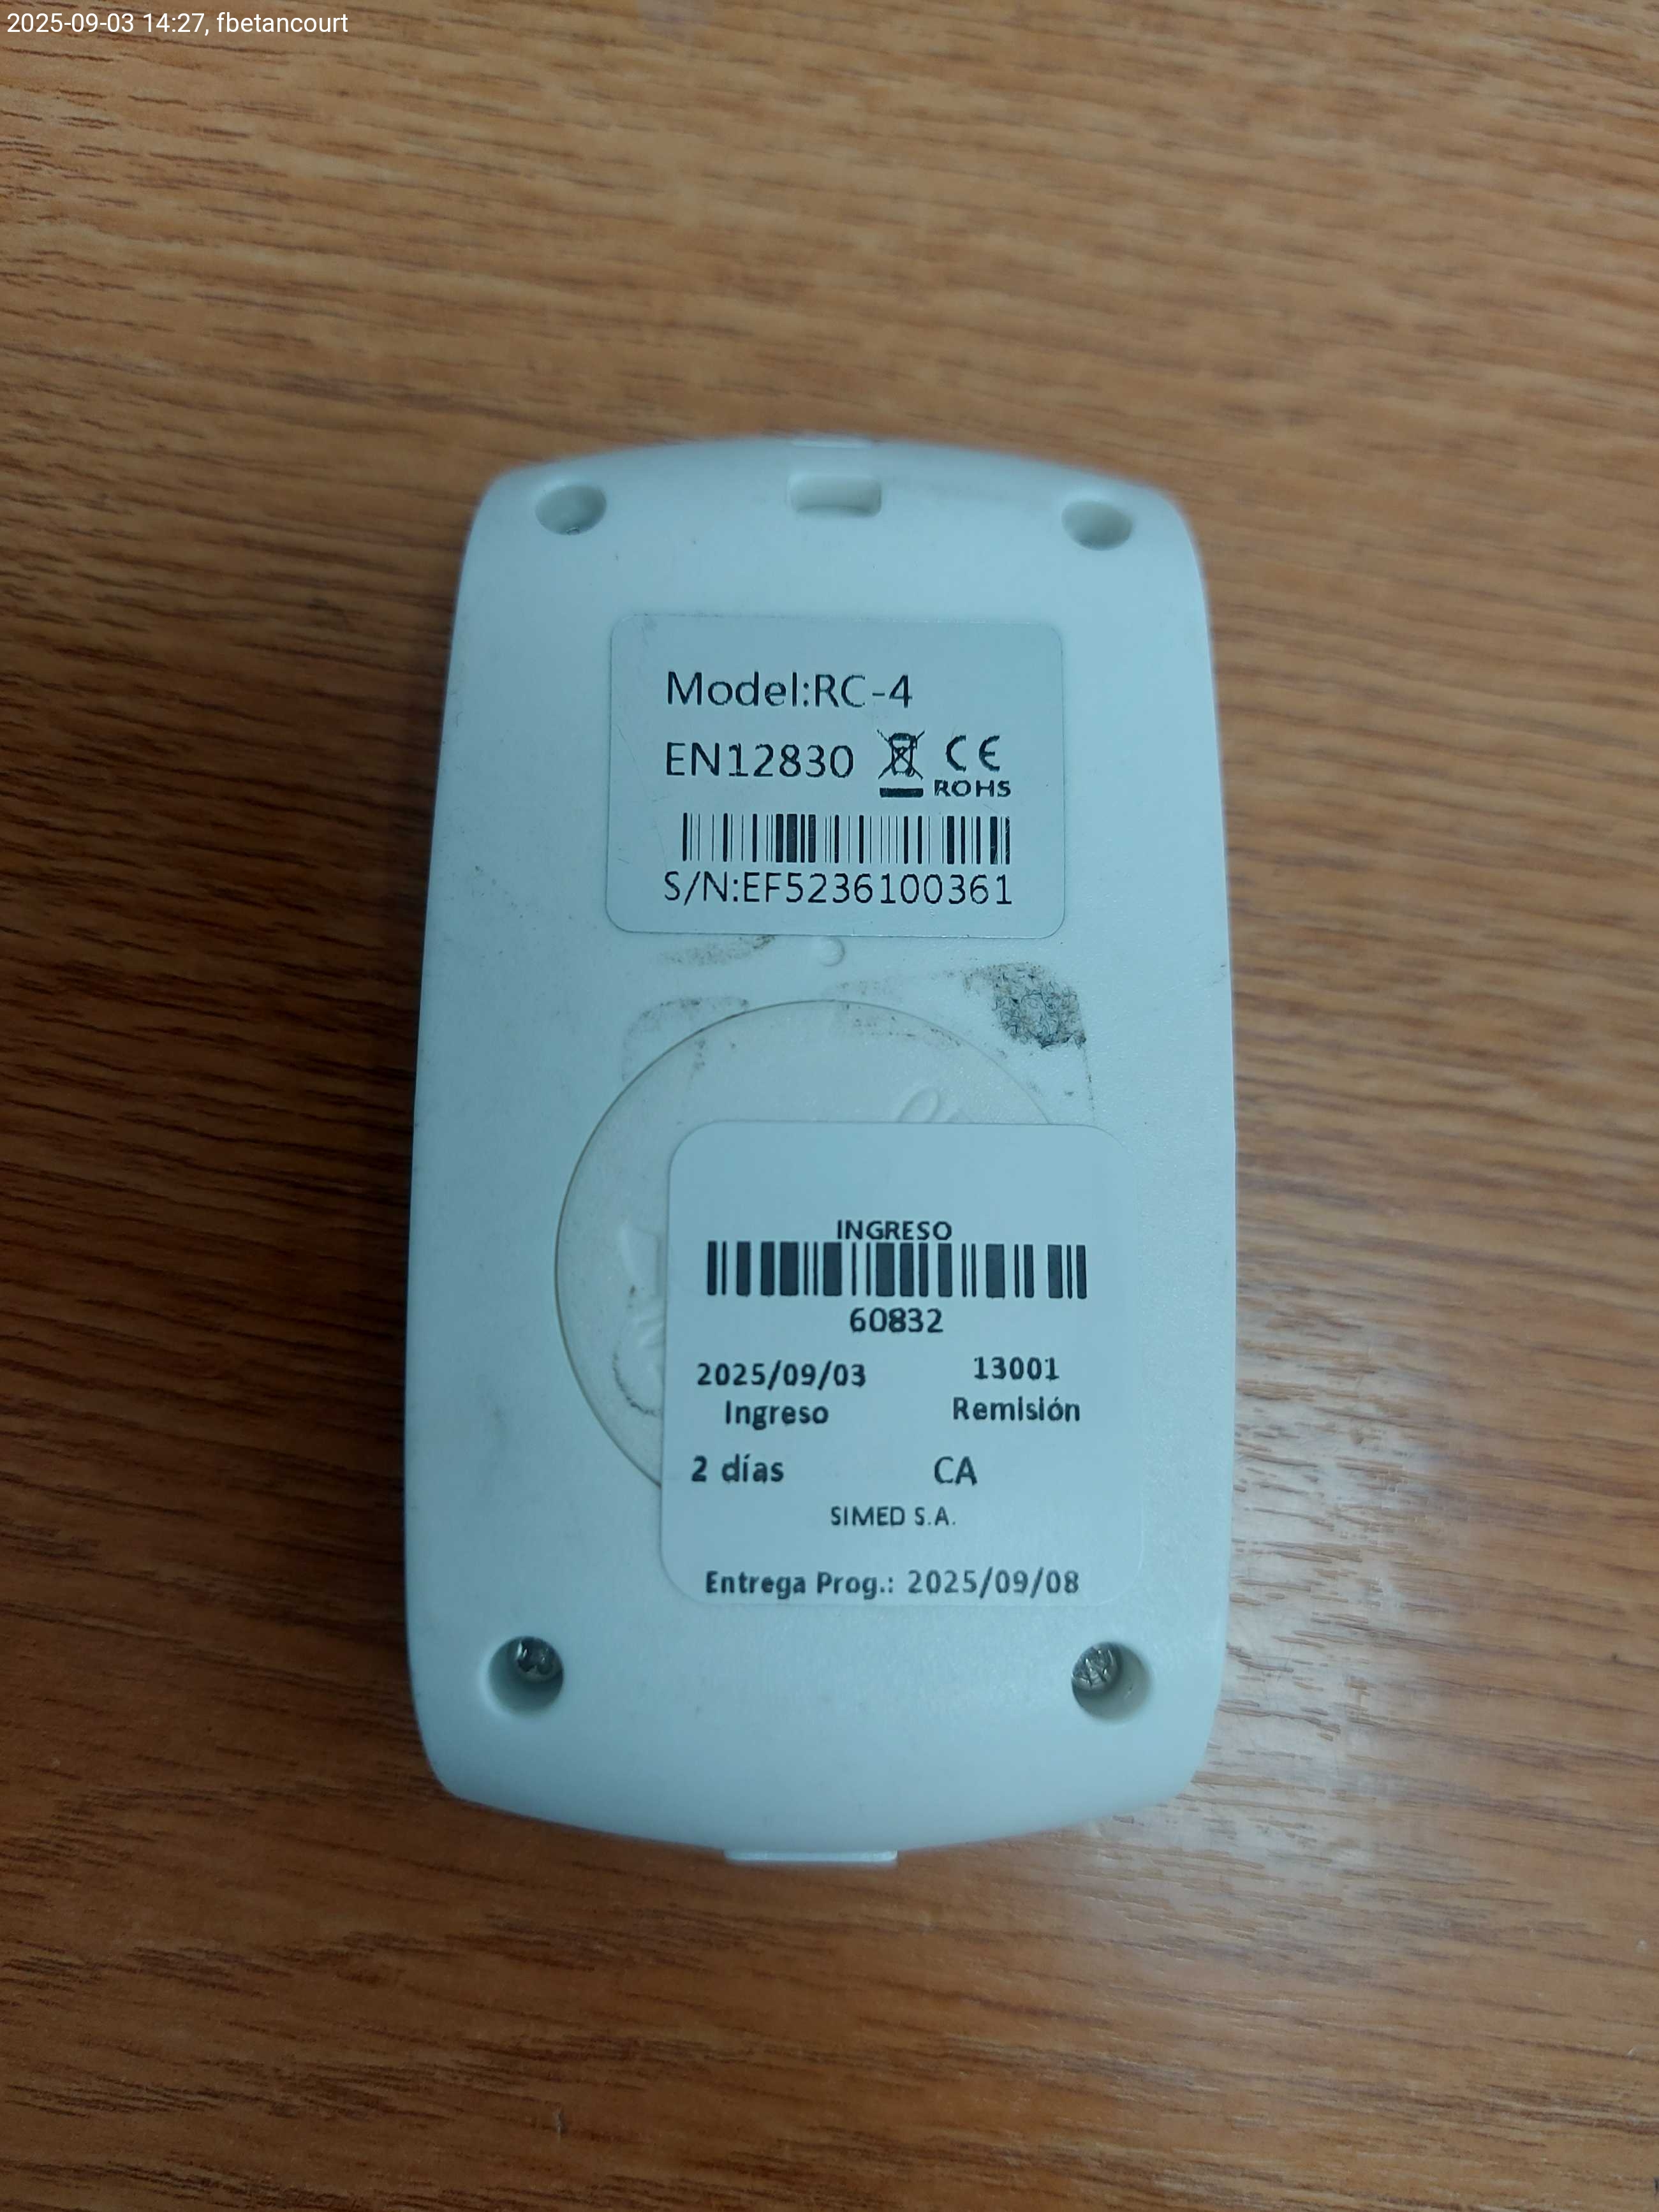 2025-09-03 14:27, fbetancourt
Model:RC-4
EN12830 CE
ROHS
S/N:EF5236100361
INGRESO
60832
2025/09/03 13001
Ingreso Remisión
2 días CA
SIMED S.A.
Entrega Prog.: 2025/09/08